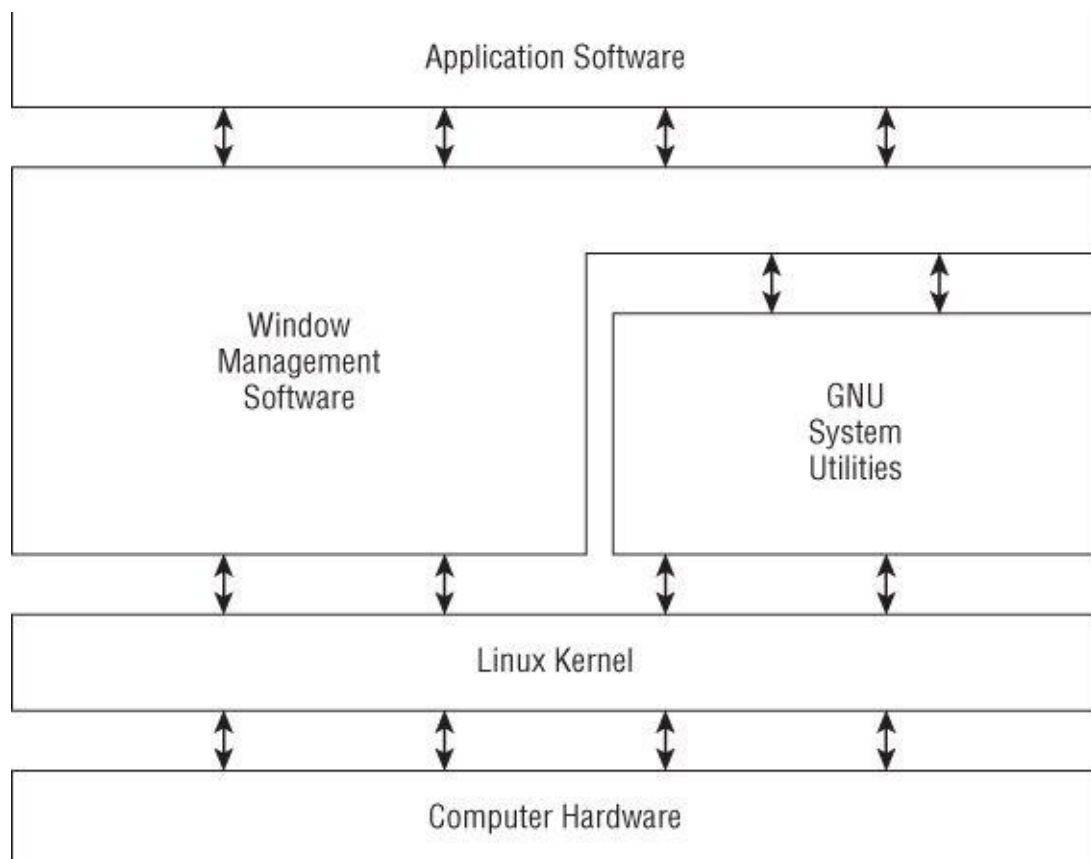 Application Software
Window
Management
Software
GNU
System
Utilities
Linux Kernel
Computer Hardware